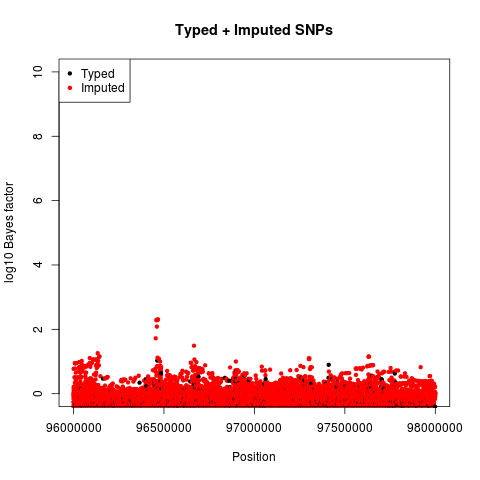 Typed + Imputed SNPs
Typed
Imputed
log10 Bayes factor
10
8
6
4
2
0
96000000 96500000 97000000 97500000 98000000
Position